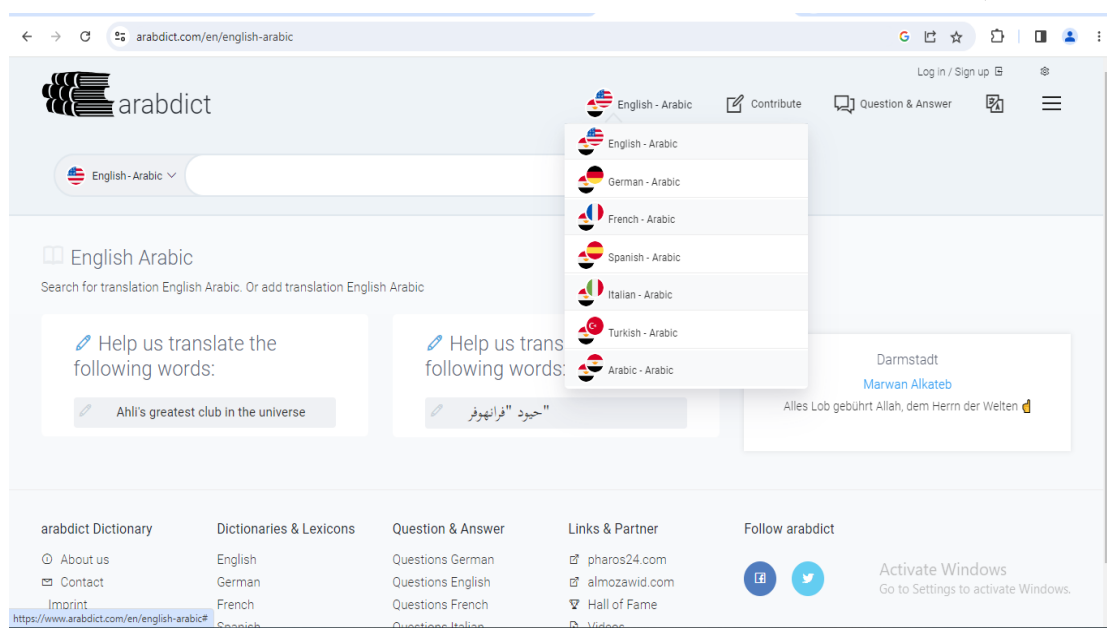 arabdict.com/en/english-arabic
Log in / Sign up
arabdict
English - Arabic
Contribute
Question & Answer
English - Arabic
English - Arabic
German - Arabic
French - Arabic
Spanish - Arabic
Italian - Arabic
Turkish - Arabic
Arabic - Arabic
English Arabic
Search for translation English Arabic. Or add translation English Arabic
Help us translate the
following words:
Ahli's greatest club in the universe
Help us trans
following words:
"حيود "فرانهوفر
Darmstadt
Marwan Alkateb
Alles Lob gebührt Allah, dem Herrn der Welten
arabdict Dictionary
About us
Contact
Imprint
Dictionaries & Lexicons
English
German
French
Spanish
Question & Answer
Questions German
Questions English
Questions French
Questions Italian
Links & Partner
pharos24.com
almozawid.com
Hall of Fame
Videos
Follow arabdict
Activate Windows
Go to Settings to activate Windows.
https://www.arabdict.com/en/english-arabic#